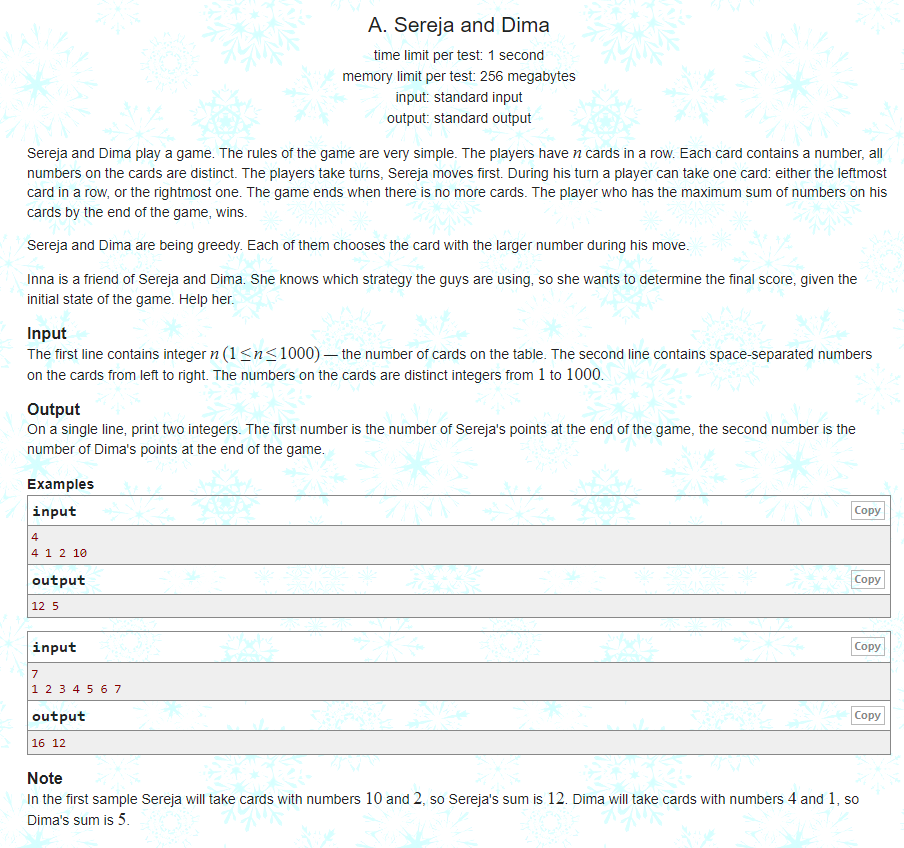 A. Sereja and Dima
time limit per test: 1 second
memory limit per test: 256 megabytes
input: standard input
output: standard output
Sereja and Dima play a game. The rules of the game are very simple. The players have n cards in a row. Each card contains a number, all
numbers on the cards are distinct. The players take turns, Sereja moves first. During his turn a player can take one card: either the leftmost
card in a row, or the rightmost one. The game ends when there is no more cards. The player who has the maximum sum of numbers on his
cards by the end of the game, wins.
Sereja and Dima are being greedy. Each of them chooses the card with the larger number during his move.
Inna is a friend of Sereja and Dima. She knows which strategy the guys are using, so she wants to determine the final score, given the
initial state of the game. Help her.
Input
The first line contains integer n (1 ≤ n ≤ 1000) — the number of cards on the table. The second line contains space-separated numbers
on the cards from left to right. The numbers on the cards are distinct integers from 1 to 1000.
Output
On a single line, print two integers. The first number is the number of Sereja's points at the end of the game, the second number is the
number of Dima's points at the end of the game.
Examples
input Copy
4
4 1 2 10
output Copy
12 5
input Copy
7
1 2 3 4 5 6 7
output Copy
16 12
Note
In the first sample Sereja will take cards with numbers 10 and 2, so Sereja's sum is 12. Dima will take cards with numbers 4 and 1, so
Dima's sum is 5.